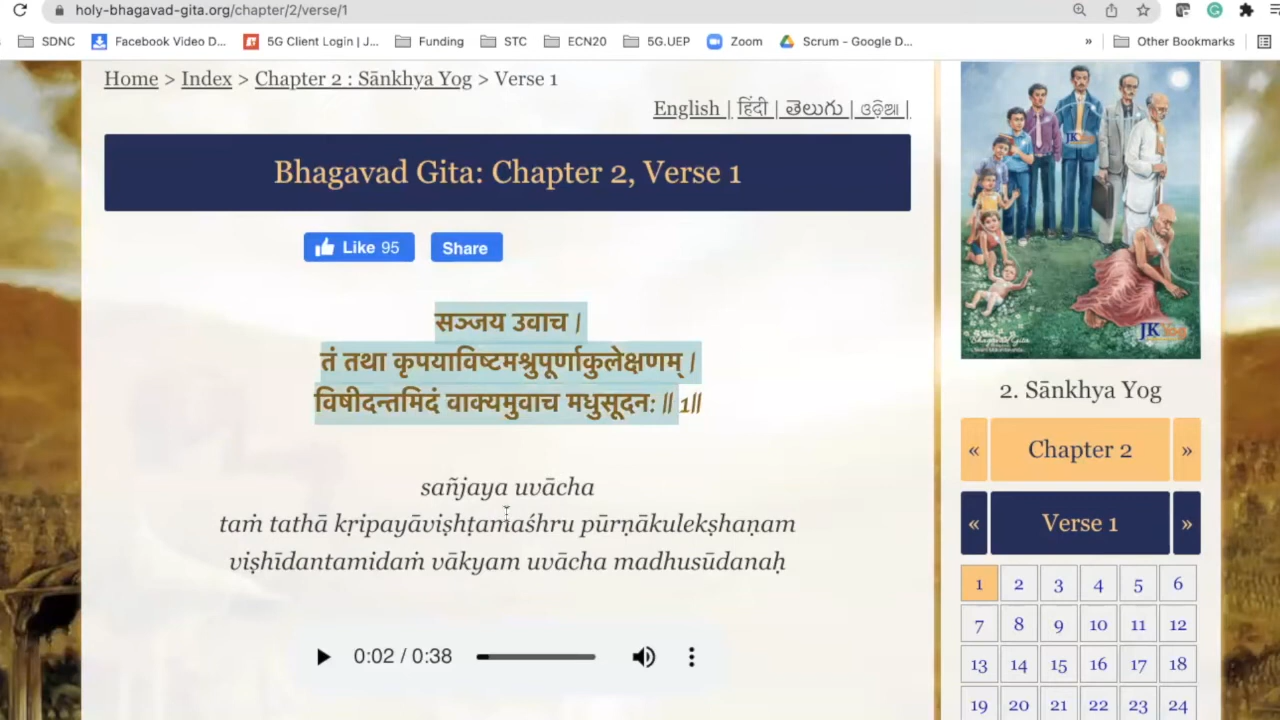 holy-bhagavad-gita.org/chapter/2/verse/1
SDNC Facebook Video D... 5G Client Login | J... Funding STC ECN20 5G.UEP Zoom Scrum - Google D... » Other Bookmarks
Home > Index > Chapter 2 : Sānkhya Yog > Verse 1
English | हिंदी | తెలుగు | ଓଡ଼ିଆ |
Bhagavad Gita: Chapter 2, Verse 1
Like 95 Share
सञ्जय उवाच |
तं तथा कृपयाविष्टमश्रुपूर्णाकुलेक्षणम् |
विषीदन्तमिदं वाक्यमुवाच मधुसूदन: || 1||
sañjaya uvācha
taṁ tathā kṛipayāviṣhṭamaśhru pūrṇākulekṣhaṇam
viṣhīdantamidaṁ vākyam uvācha madhusūdanaḥ
0:02 / 0:38
JK
JK Yog
2. Sānkhya Yog
« Chapter 2 »
« Verse 1 »
1 2 3 4 5 6
7 8 9 10 11 12
13 14 15 16 17 18
19 20 21 22 23 24